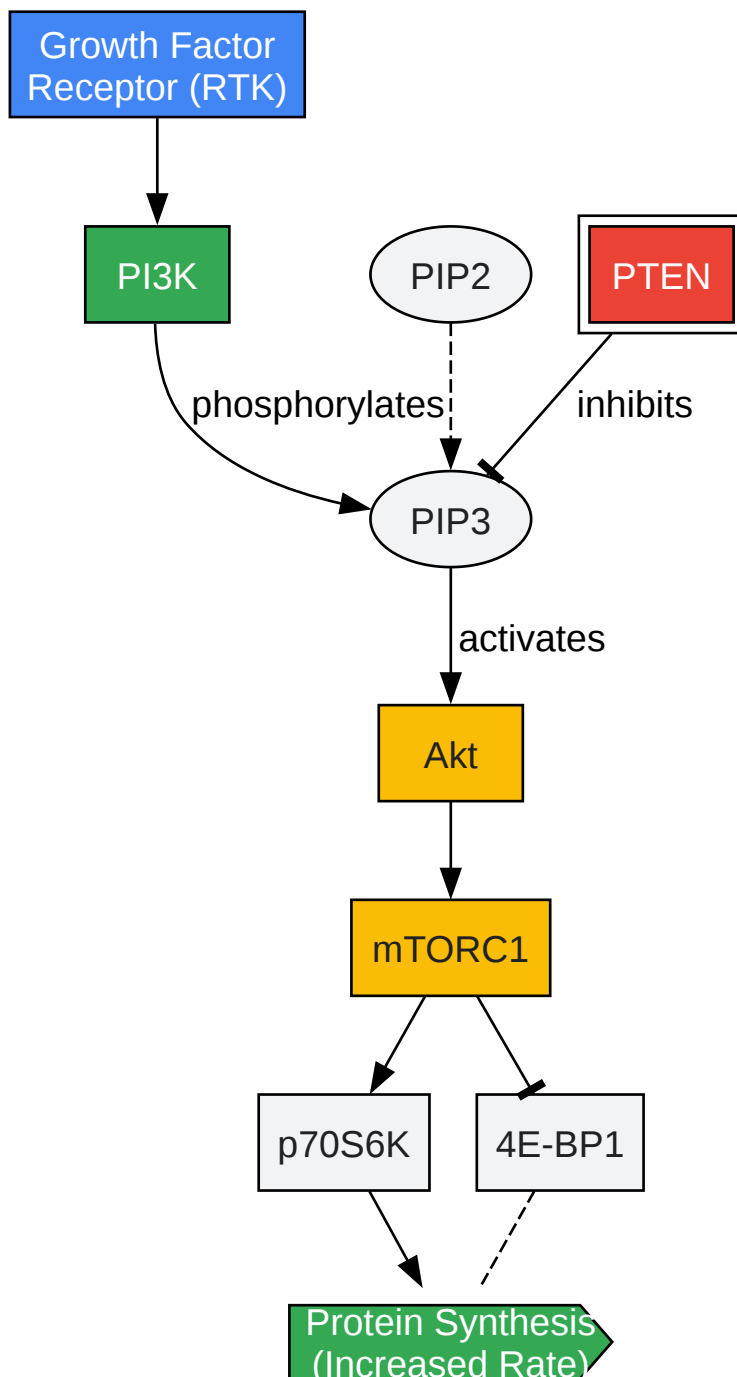 Growth Factor
Receptor (RTK)
PI3K
PIP2
PTEN
phosphorylates
inhibits
PIP3
activates
Akt
mTORC1
p70S6K
4E-BP1
Protein Synthesis
(Increased Rate)